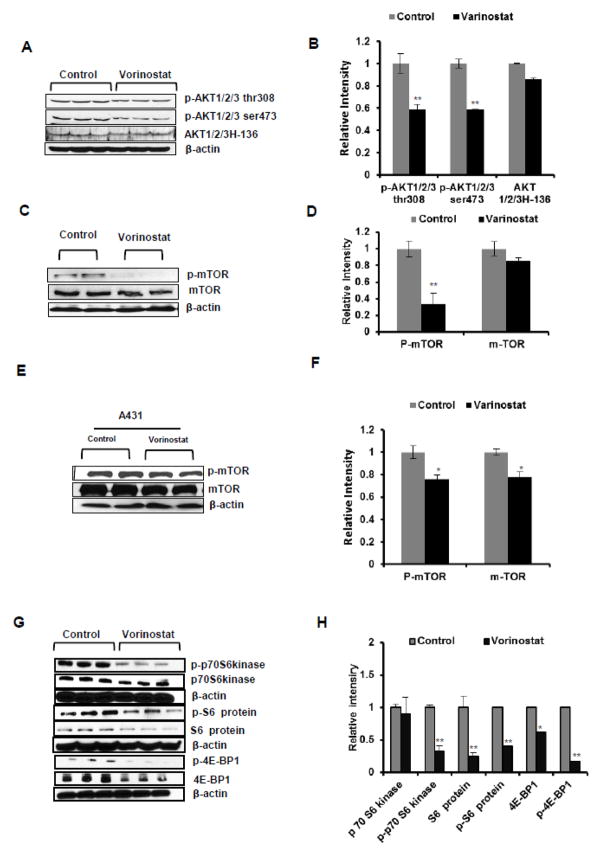 A
Control Vorinostat
p-AKT1/2/3 thr308
p-AKT1/2/3 ser473
AKT1/2/3H-136
β-actin
B
Control Varinostat
Relative Intensity
1.2
1
0.8
0.6
0.4
0.2
0
** **
p-AKT1/2/3 thr308
p-AKT1/2/3 ser473
AKT 1/2/3H-136
C
Control Vorinostat
p-mTOR
mTOR
β-actin
D
Control Varinostat
Relative Intensity
1.2
1
0.8
0.6
0.4
0.2
0
**
P-mTOR m-TOR
E
A431
Control Vorinostat
p-mTOR
mTOR
β-actin
F
Control Varinostat
Relative Intensity
1.2
1
0.8
0.6
0.4
0.2
0
* *
P-mTOR m-TOR
G
Control Vorinostat
p-p70S6kinase
p70S6kinase
β-actin
p-S6 protein
S6 protein
β-actin
p-4E-BP1
4E-BP1
β-actin
H
Control Vorinostat
Relative intensity
2
1.5
1
0.5
0
** ** ** * **
p 70 S6 kinase
p-p70 S6 kinase
S6 protein
p-S6 protein
4E-BP1
p-4E-BP1